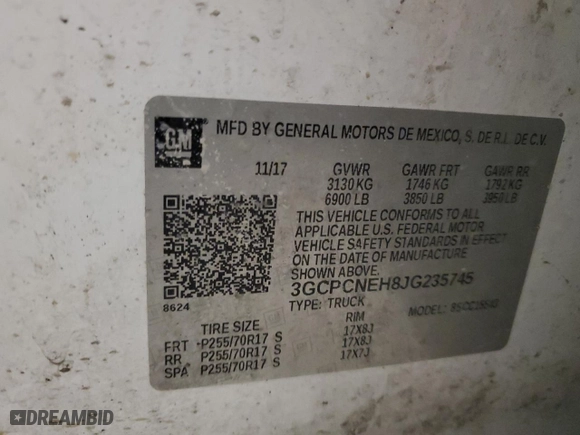 GM
MFD BY GENERAL MOTORS DE MEXICO, S. DE R.L. DE C.V.
11/17 GVWR GAWR FRT GAWR RR
3130 KG 1746 KG 1792 KG
6900 LB 3850 LB 3950 LB
THIS VEHICLE CONFORMS TO ALL
APPLICABLE U.S. FEDERAL MOTOR
VEHICLE SAFETY STANDARDS IN EFFECT
ON THE DATE OF MANUFACTURE
SHOWN ABOVE.
8624
3GCPCNEH8JG235745
TYPE: TRUCK MODEL:
TIRE SIZE RIM
FRT P255/70R17 S 17X8J
RR P255/70R17 S 17X8J
SPA P255/70R17 S 17X7J
DREAMBID